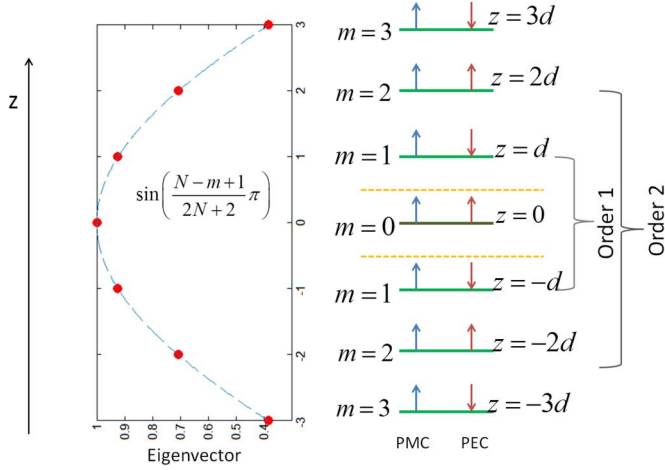 Z
3
2
1
0
-1
-2
-3
1
0.9
0.8
0.7
0.6
0.5
0.4
Eigenvector
sin((N−m+1)/(2N+2) π)
m=3
z=3d
m=2
z=2d
m=1
z=d
m=0
z=0
m=1
z=−d
m=2
z=−2d
m=3
z=−3d
PMC
PEC
Order 1
Order 2